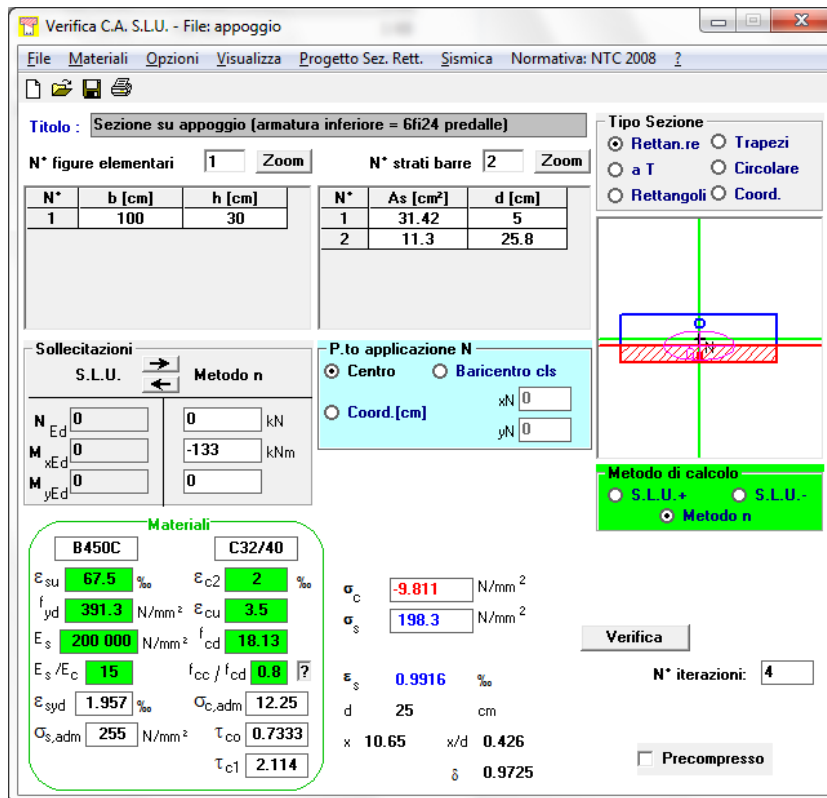 Verifica C.A. S.L.U. - File: appoggio
File Materiali Opzioni Visualizza Progetto Sez. Rett. Sismica Normativa: NTC 2008 ?
Titolo : Sezione su appoggio (armatura inferiore = 6fi24 predalle)
N° figure elementari 1 Zoom N° strati barre 2 Zoom
N° b [cm] h [cm]
1 100 30
N° As [cm²] d [cm]
1 31.42 5
2 11.3 25.8
Tipo Sezione
Rettan.re Trapezi
a T Circolare
Rettangoli Coord.
N
Sollecitazioni
S.L.U. Metodo n
N Ed 0 0 kN
M xEd 0 -133 kNm
M yEd 0 0
P.to applicazione N
Centro Baricentro cls
Coord.[cm] xN 0
yN 0
Metodo di calcolo
S.L.U.+ S.L.U.-
Metodo n
Materiali
B450C C32/40
εsu 67.5 ‰ εc2 2 ‰
fyd 391.3 N/mm² εcu 3.5
Es 200 000 N/mm² fcd 18.13
Es/Ec 15 fcc / fcd 0.8 ?
εsyd 1.957 ‰ σc,adm 12.25
σs,adm 255 N/mm² τco 0.7333
τc1 2.114
σc -9.811 N/mm²
σs 198.3 N/mm²
εs 0.9916 ‰
d 25 cm
x 10.65 x/d 0.426
δ 0.9725
Verifica
N° iterazioni: 4
Precompresso